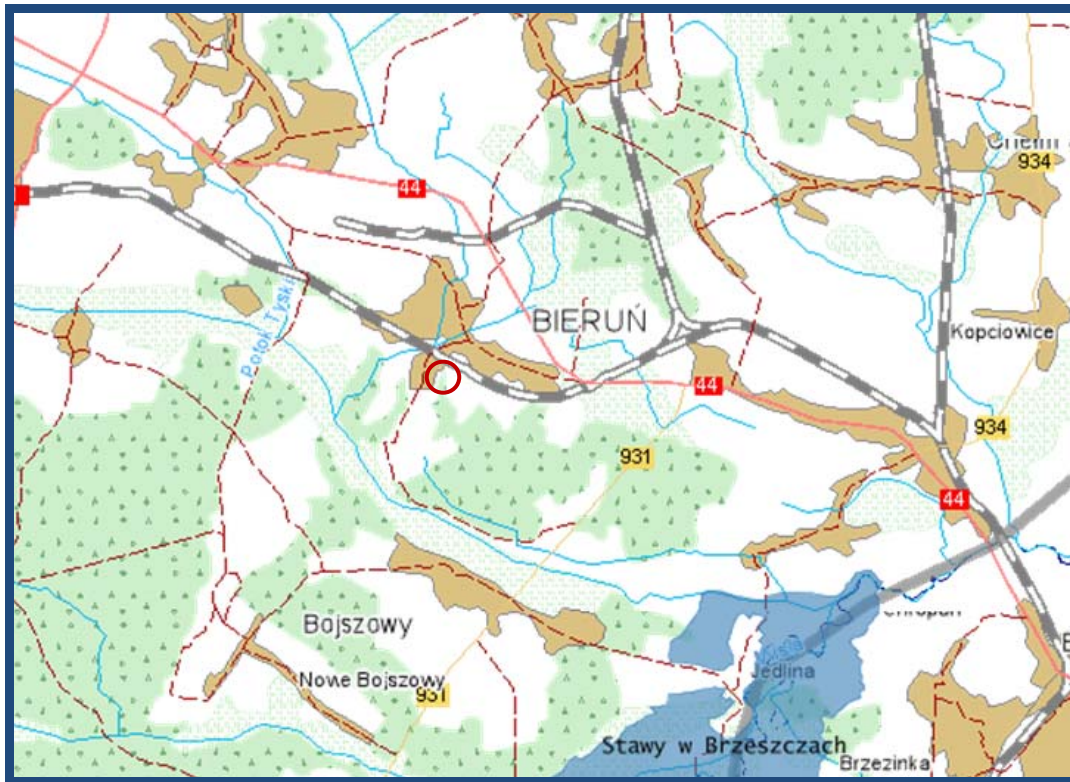 934
44
Potok Tyski
BIERUŃ
Kopciowice
44
934
931
44
Bojszowy
Jedlina
Nowe Bojszowy
931
Stawy w Brzeszczach
Brzezinka